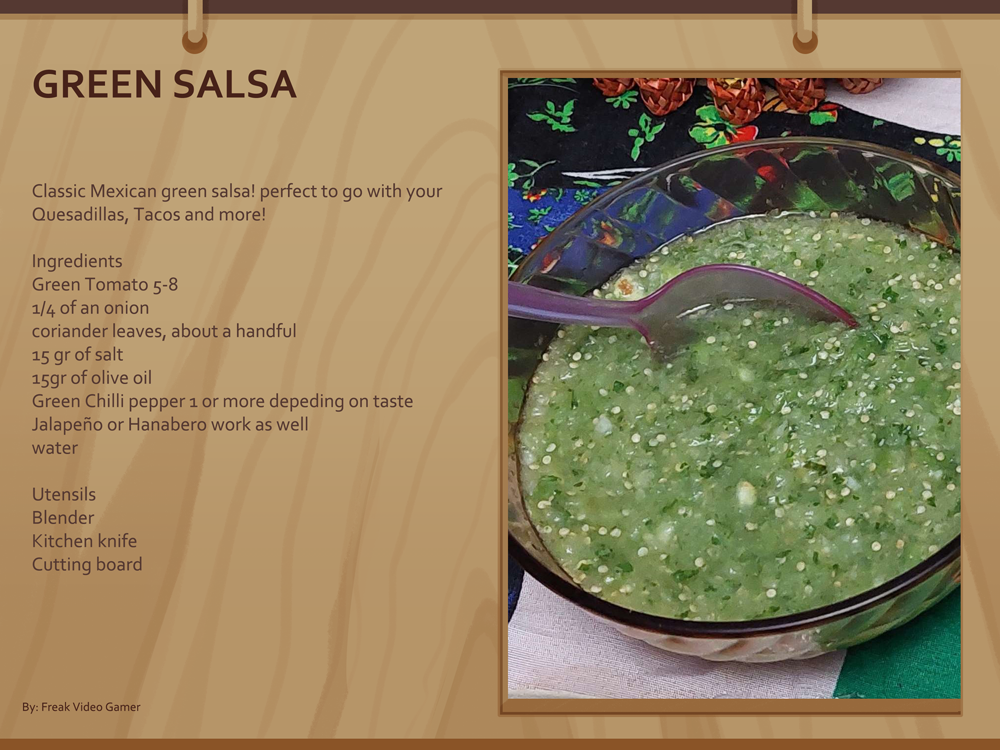 GREEN SALSA
Classic Mexican green salsa! perfect to go with your
Quesadillas, Tacos and more!
Ingredients
Green Tomato 5-8
1/4 of an onion
coriander leaves, about a handful
15 gr of salt
15gr of olive oil
Green Chilli pepper 1 or more depeding on taste
Jalapeño or Hanabero work as well
water
Utensils
Blender
Kitchen knife
Cutting board
By: Freak Video Gamer